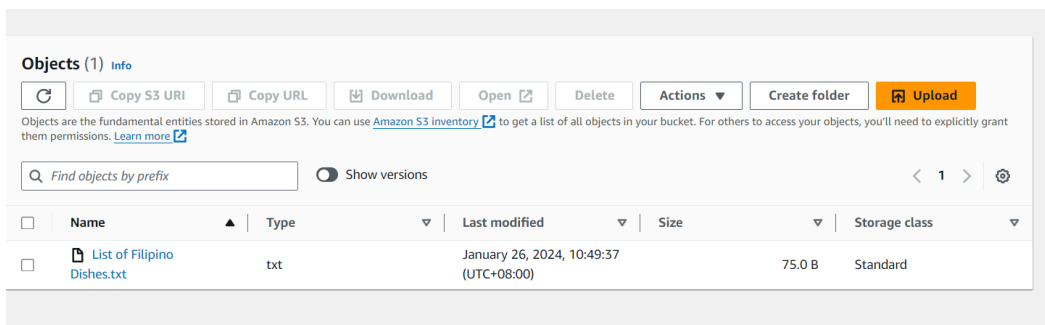 Objects (1) Info
Copy S3 URI Copy URL Download Open Delete Actions Create folder Upload
Objects are the fundamental entities stored in Amazon S3. You can use Amazon S3 inventory to get a list of all objects in your bucket. For others to access your objects, you'll need to explicitly grant
them permissions. Learn more
Find objects by prefix Show versions 1
Name Type Last modified Size Storage class
List of Filipino January 26, 2024, 10:49:37
Dishes.txt txt (UTC+08:00) 75.0 B Standard